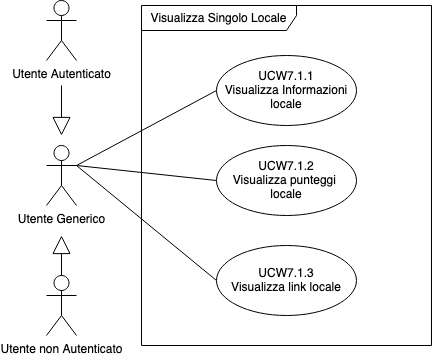 Visualizza Singolo Locale
Utente Autenticato
UCW7.1.1
Visualizza Informazioni
locale
UCW7.1.2
Visualizza punteggi
locale
Utente Generico
UCW7.1.3
Visualizza link locale
Utente non Autenticato